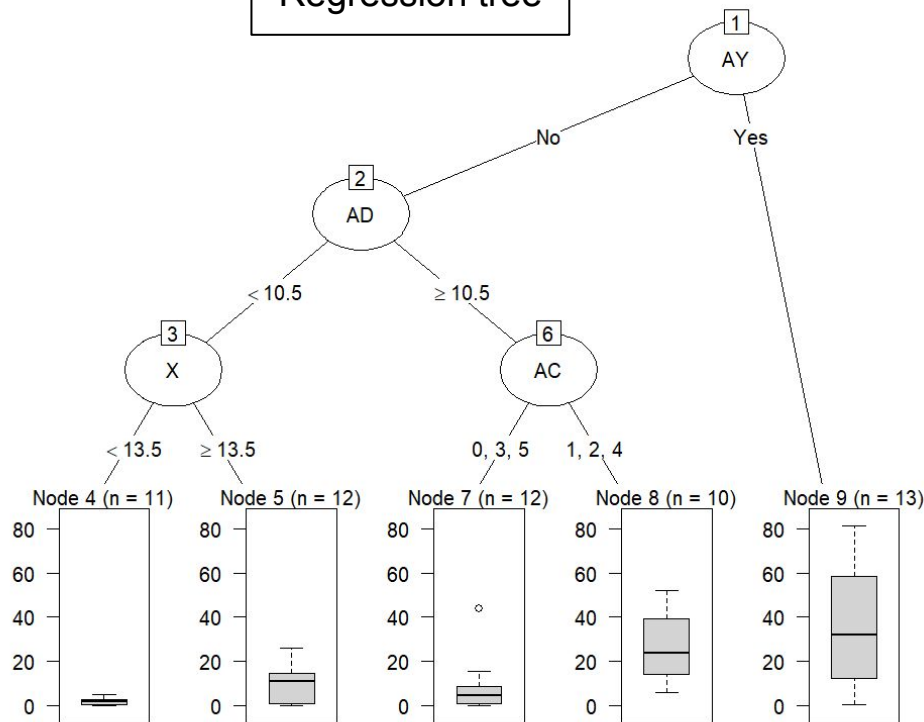 Regression tree
1
AY
No
Yes
2
AD
< 10.5
≥ 10.5
3
X
6
AC
< 13.5
≥ 13.5
0, 3, 5
1, 2, 4
Node 4 (n = 11)
Node 5 (n = 12)
Node 7 (n = 12)
Node 8 (n = 10)
Node 9 (n = 13)
80
60
40
20
0
80
60
40
20
0
80
60
40
20
0
80
60
40
20
0
80
60
40
20
0